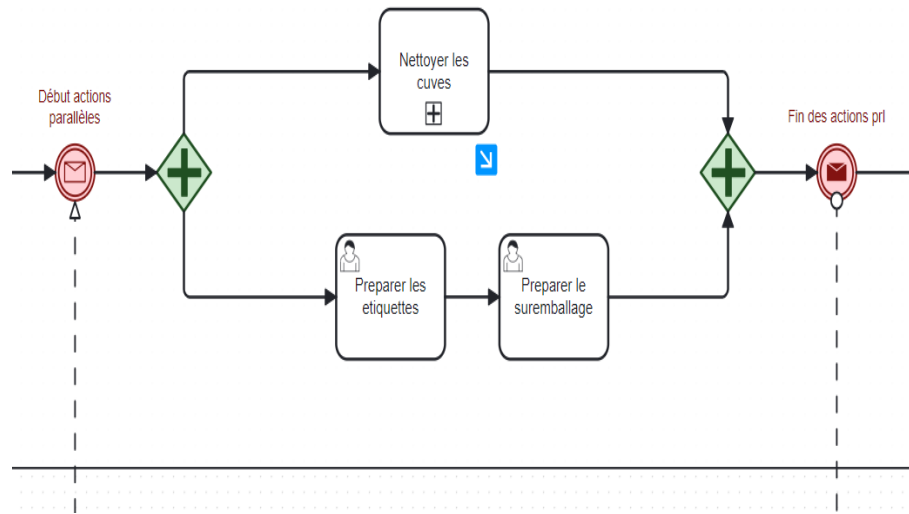 Nettoyer les
cuves
Début actions
parallèles
Fin des actions prl
Preparer les
etiquettes
Preparer le
suremballage